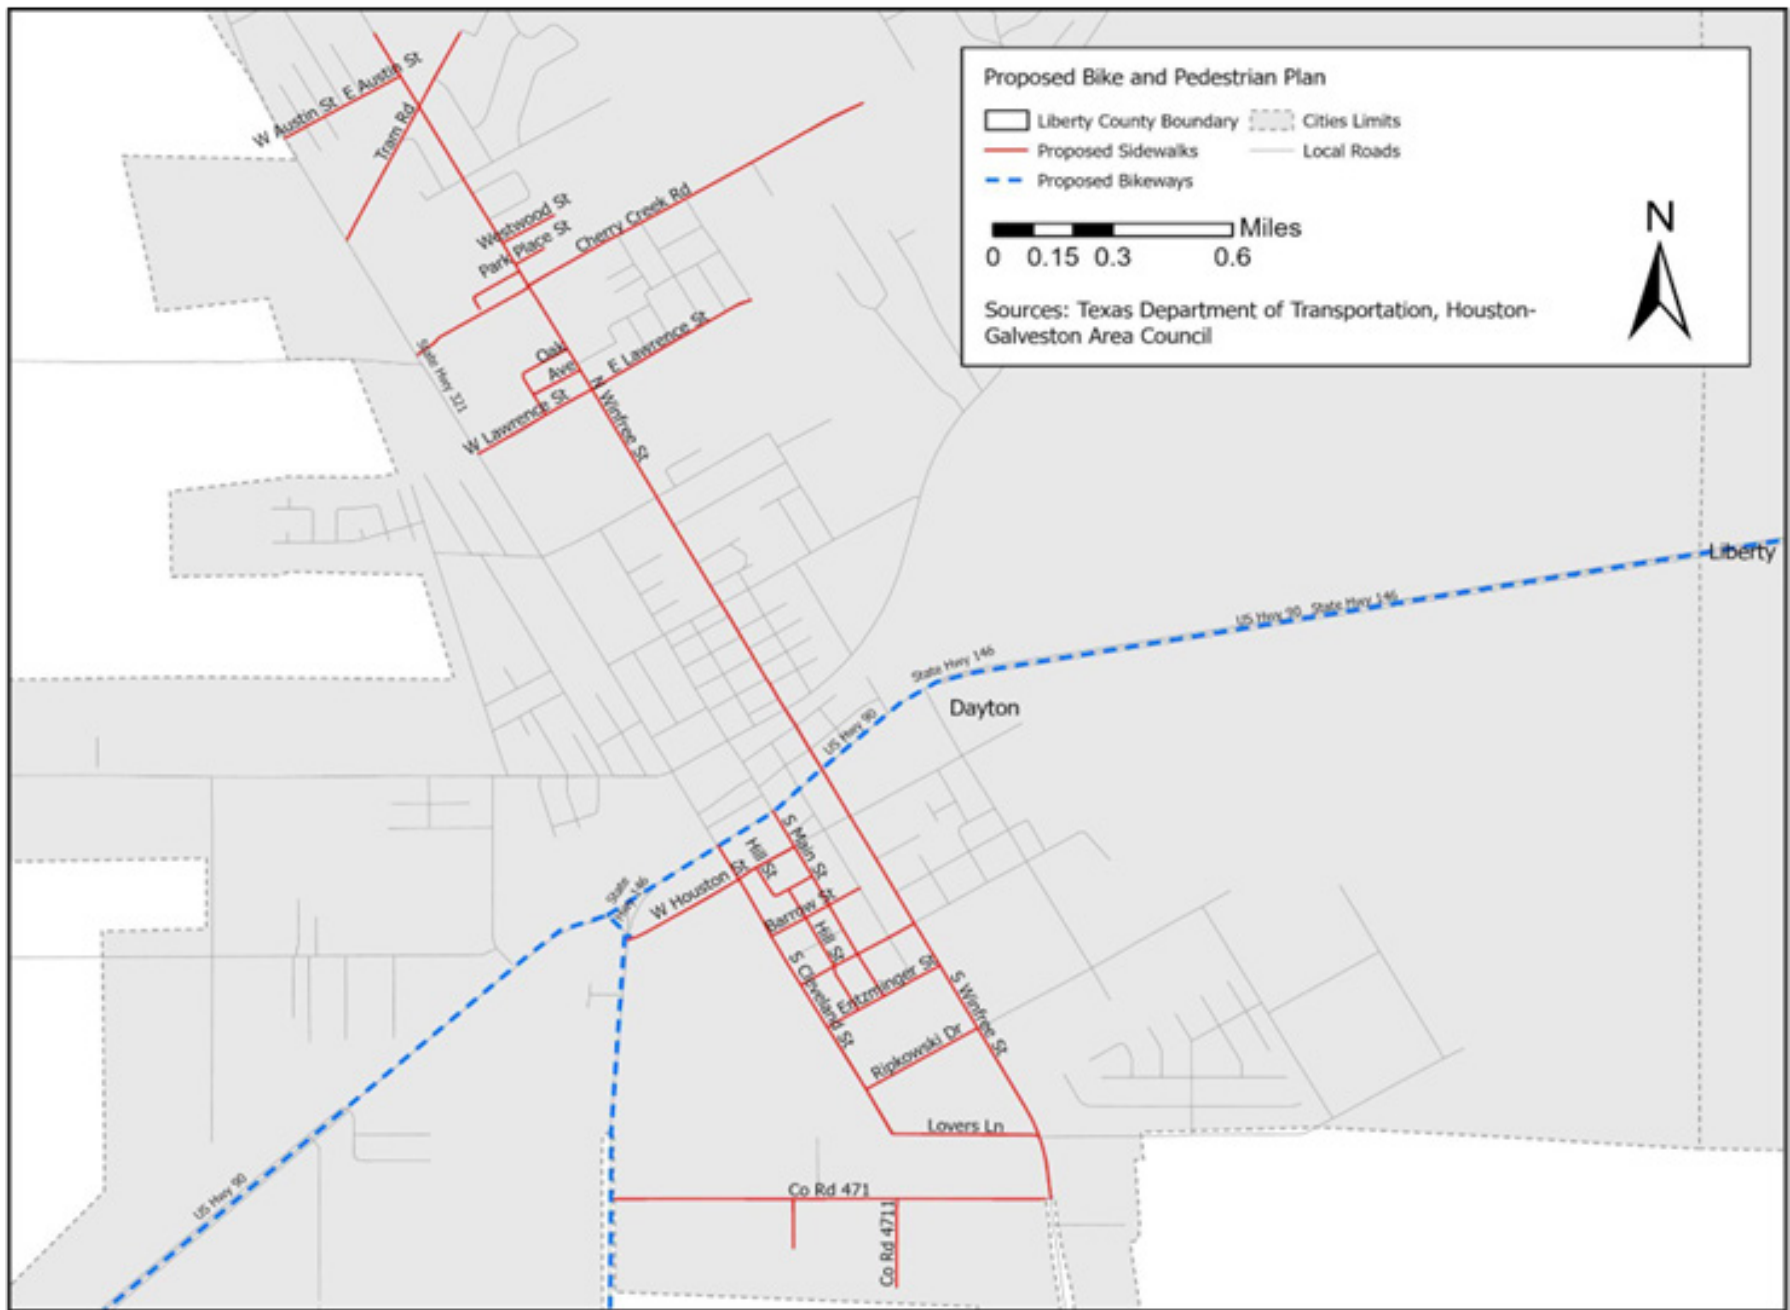 Proposed Bike and Pedestrian Plan
Liberty County Boundary
Cities Limits
Proposed Sidewalks
Local Roads
Proposed Bikeways
Miles
0 0.15 0.3 0.6
N
Sources: Texas Department of Transportation, Houston-
Galveston Area Council
W Austin St
E Austin St
Tram Rd
Westwood St
Park Place St
Cherry Creek Rd
State Hwy 321
Oak
Ave
E Lawrence St
W Lawrence St
N Winfree St
Liberty
US Hwy 90
State Hwy 146
State Hwy 146
Dayton
US Hwy 90
S Main St
Hill St
State
Hwy 146
W Houston St
Barrow St
Hill St
S Cleveland St
Entzminger St
S Winfree St
Ripkowski Dr
Lovers Ln
US Hwy 90
Co Rd 471
Co Rd 4711